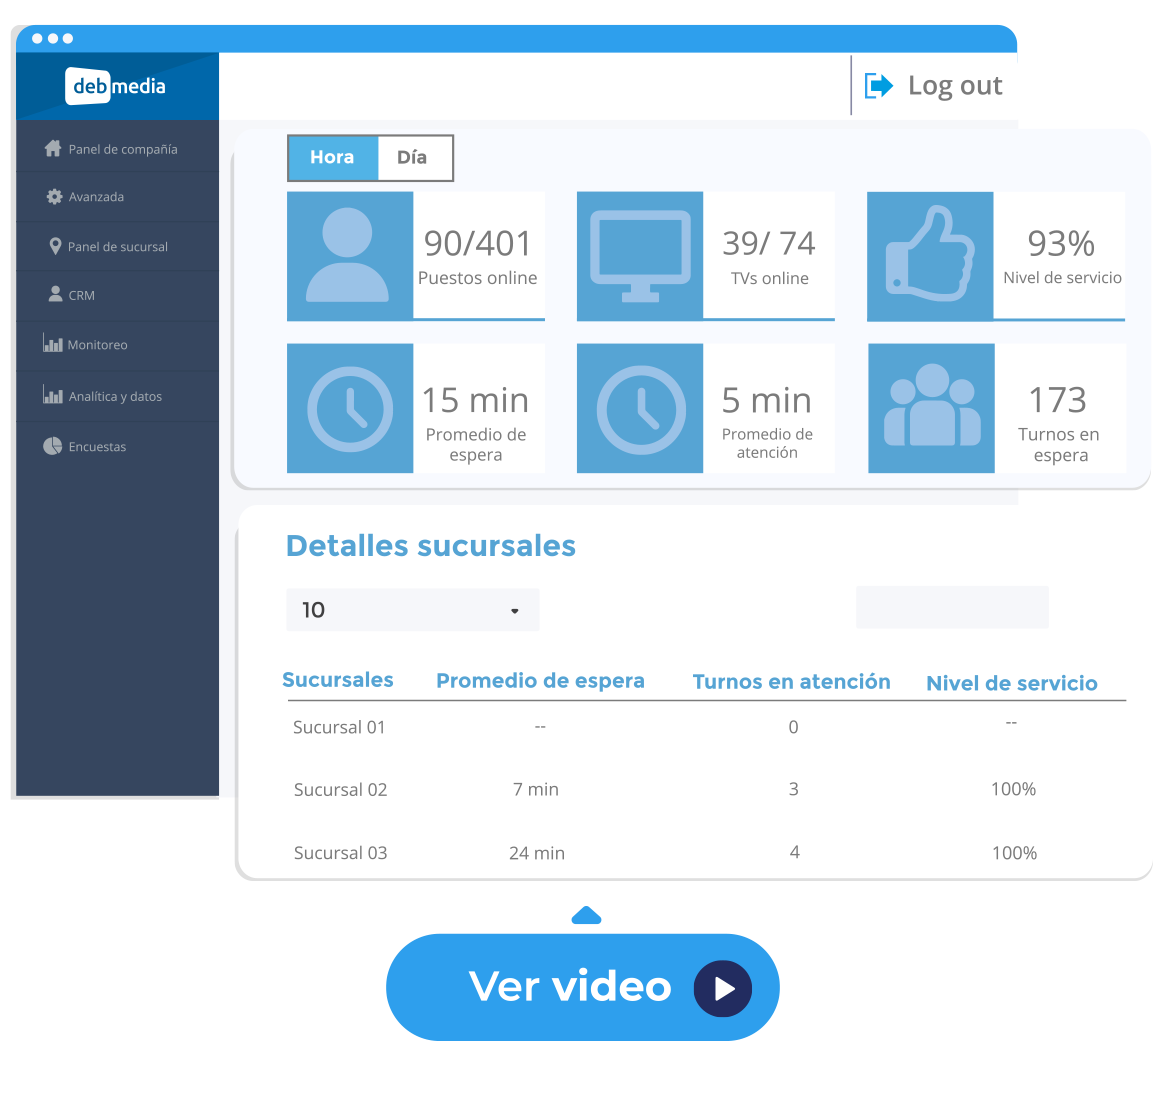 deb media
Log out
Panel de compañía
Avanzada
Panel de sucursal
CRM
Monitoreo
Analítica y datos
Encuestas
Hora Día
90/401
Puestos online
39/ 74
TVs online
93%
Nivel de servicio
15 min
Promedio de
espera
5 min
Promedio de
atención
173
Turnos en
espera
Detalles sucursales
10
Sucursales Promedio de espera Turnos en atención Nivel de servicio
Sucursal 01 -- 0 --
Sucursal 02 7 min 3 100%
Sucursal 03 24 min 4 100%
Ver video